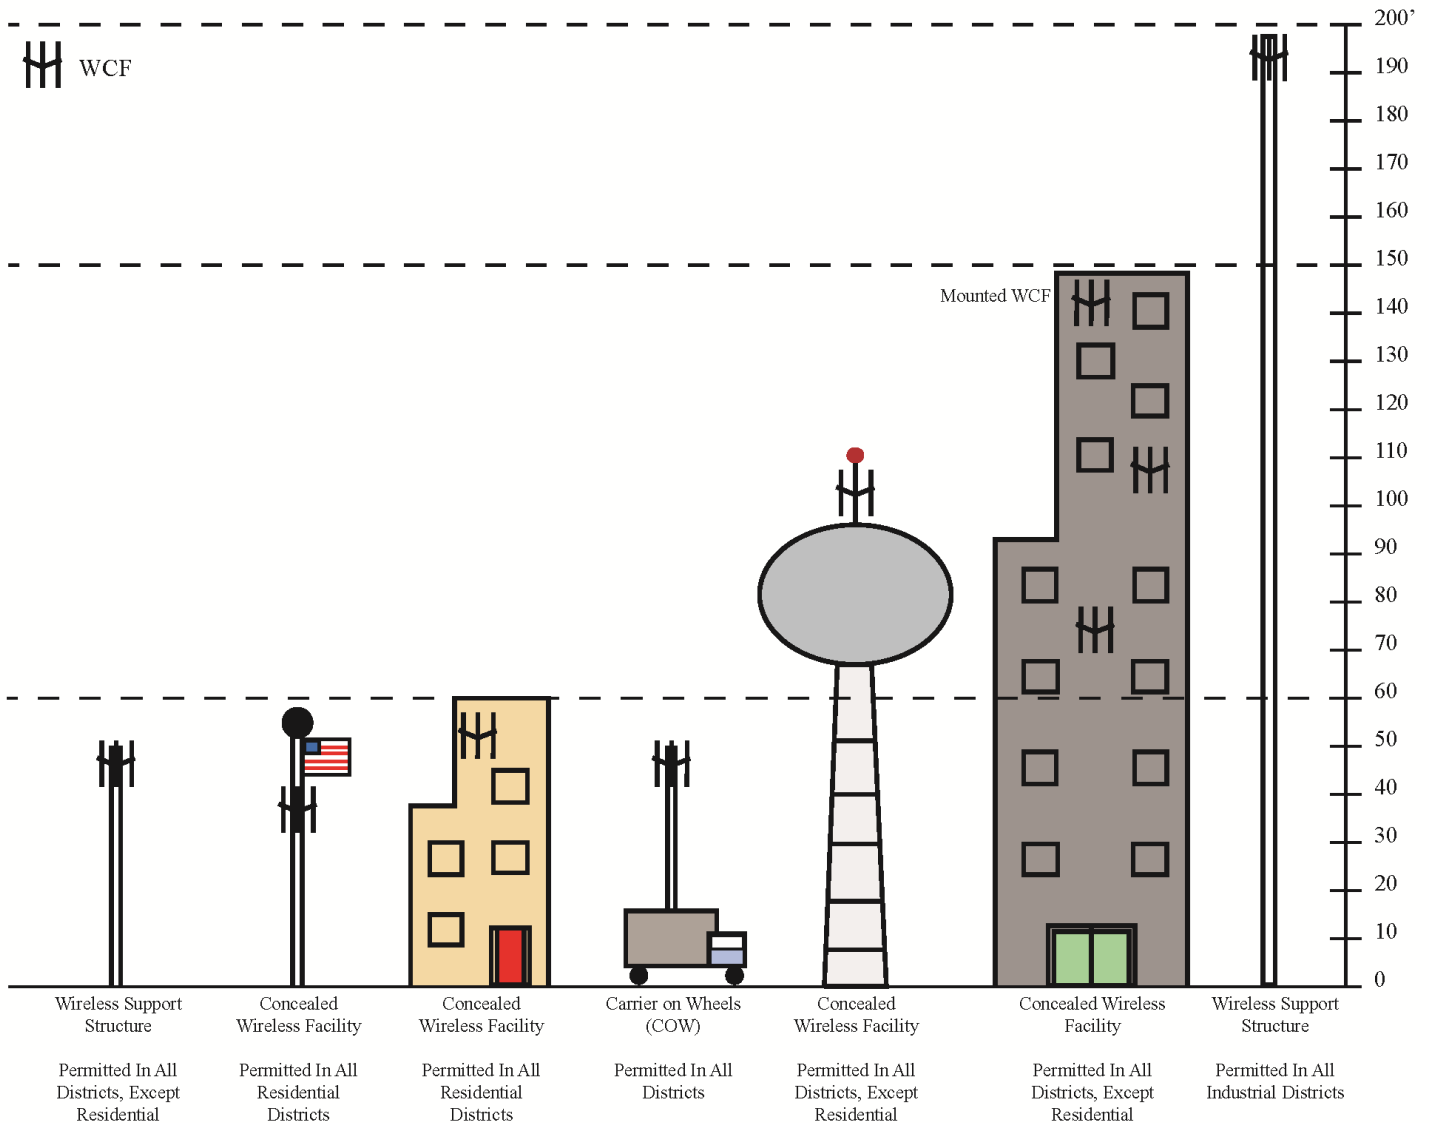 WCF
200’
190
180
170
160
150
Mounted WCF
140
130
120
110
100
90
80
70
60
50
40
30
20
10
0
Wireless Support
Structure
Permitted In All
Districts, Except
Residential
Concealed
Wireless Facility
Permitted In All
Residential
Districts
Concealed
Wireless Facility
Permitted In All
Residential
Districts
Carrier on Wheels
(COW)
Permitted In All
Districts
Concealed
Wireless Facility
Permitted In All
Districts, Except
Residential
Concealed Wireless
Facility
Permitted In All
Districts, Except
Residential
Wireless Support
Structure
Permitted In All
Industrial Districts